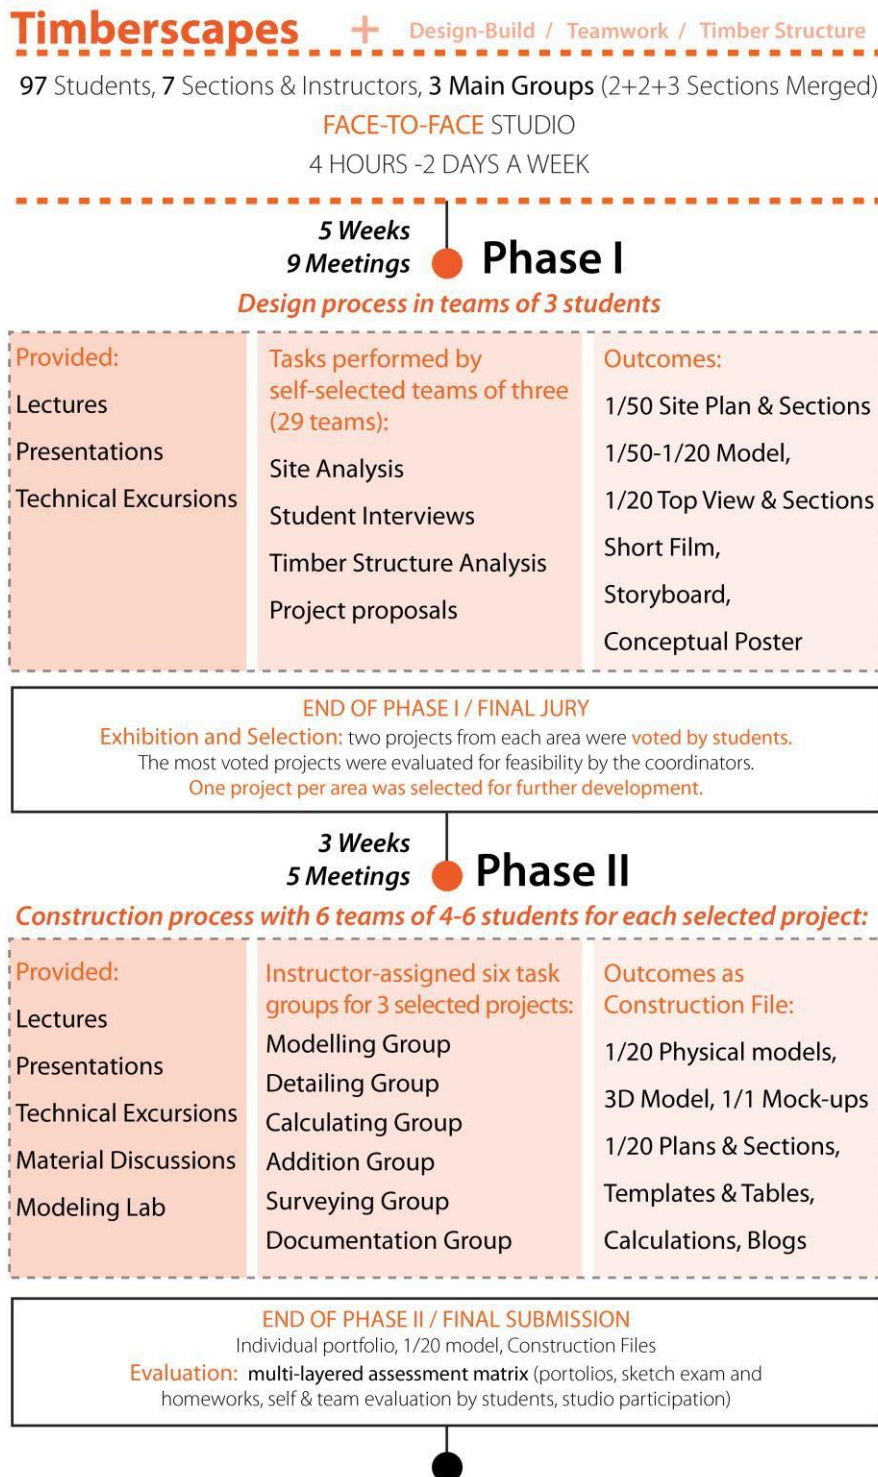 Timberscapes + Design-Build / Teamwork / Timber Structure
97 Students, 7 Sections & Instructors, 3 Main Groups (2+2+3 Sections Merged)
FACE-TO-FACE STUDIO
4 HOURS -2 DAYS A WEEK
5 Weeks
9 Meetings
Phase I
Design process in teams of 3 students
Provided:
Lectures
Presentations
Technical Excursions
Tasks performed by
self-selected teams of three
(29 teams):
Site Analysis
Student Interviews
Timber Structure Analysis
Project proposals
Outcomes:
1/50 Site Plan & Sections
1/50-1/20 Model,
1/20 Top View & Sections
Short Film,
Storyboard,
Conceptual Poster
END OF PHASE I / FINAL JURY
Exhibition and Selection: two projects from each area were voted by students.
The most voted projects were evaluated for feasibility by the coordinators.
One project per area was selected for further development.
3 Weeks
5 Meetings
Phase II
Construction process with 6 teams of 4-6 students for each selected project:
Provided:
Lectures
Presentations
Technical Excursions
Material Discussions
Modeling Lab
Instructor-assigned six task
groups for 3 selected projects:
Modelling Group
Detailing Group
Calculating Group
Addition Group
Surveying Group
Documentation Group
Outcomes as
Construction File:
1/20 Physical models,
3D Model, 1/1 Mock-ups
1/20 Plans & Sections,
Templates & Tables,
Calculations, Blogs
END OF PHASE II / FINAL SUBMISSION
Individual portfolio, 1/20 model, Construction Files
Evaluation: multi-layered assessment matrix (portolios, sketch exam and
homeworks, self & team evaluation by students, studio participation)